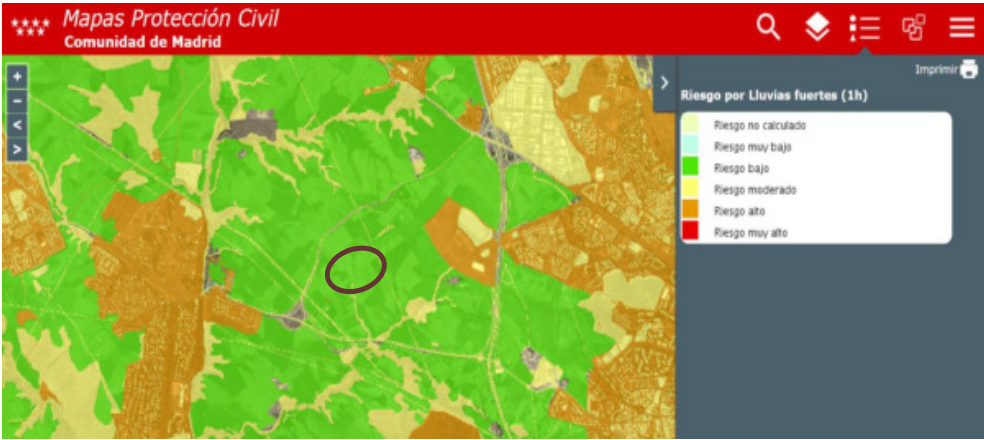 Mapas Protección Civil
Comunidad de Madrid
+
-
<
>
>
Imprimir
Riesgo por Lluvias fuertes (1h)
Riesgo no calculado
Riesgo muy bajo
Riesgo bajo
Riesgo moderado
Riesgo alto
Riesgo muy alto